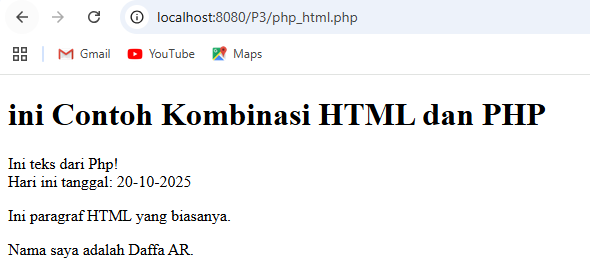 localhost:8080/P3/php_html.php
Gmail YouTube Maps
ini Contoh Kombinasi HTML dan PHP
Ini teks dari Php!
Hari ini tanggal: 20-10-2025
Ini paragraf HTML yang biasanya.
Nama saya adalah Daffa AR.